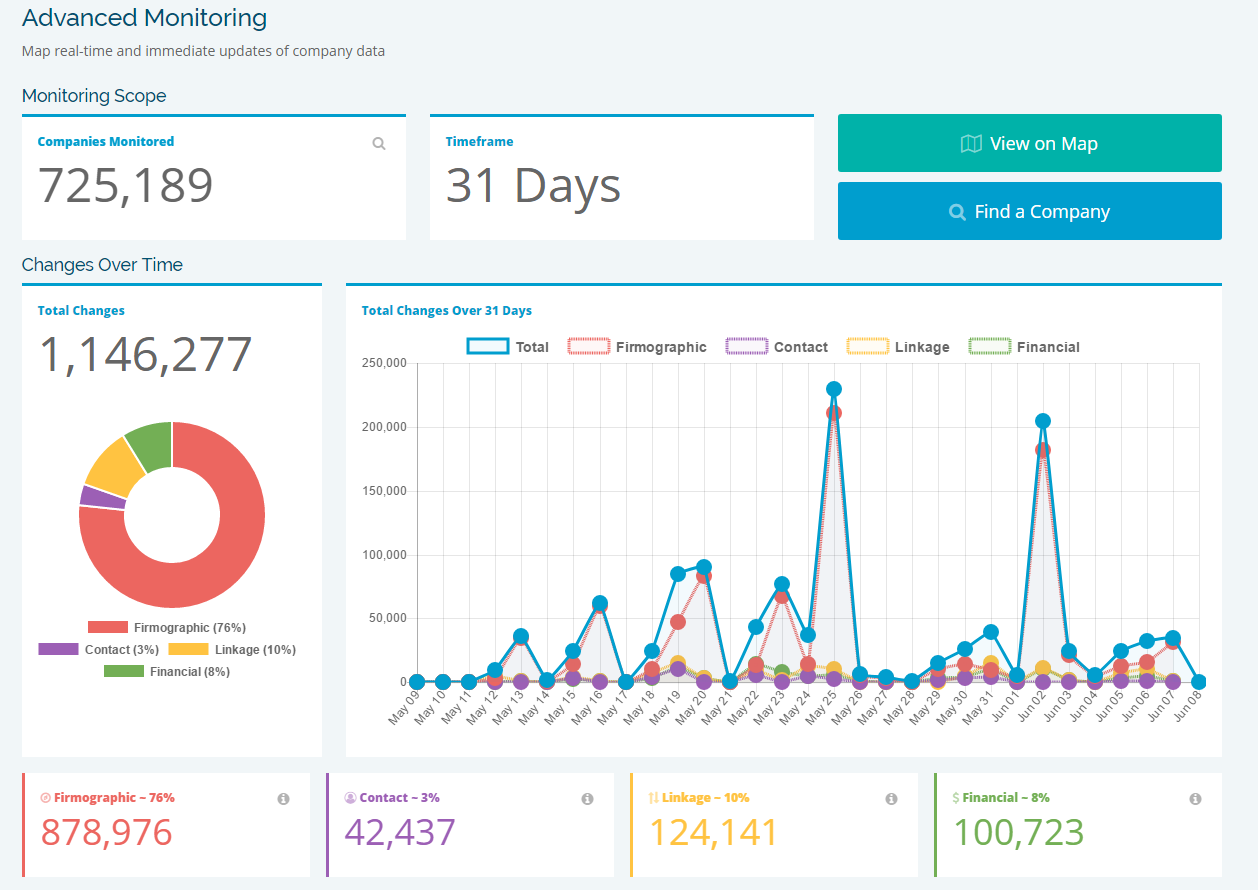 Advanced Monitoring
Map real-time and immediate updates of company data
Monitoring Scope
Companies Monitored
725,189
Timeframe
31 Days
View on Map
Find a Company
Changes Over Time
Total Changes
1,146,277
Firmographic (76%)
Contact (3%) Linkage (10%)
Financial (8%)
Total Changes Over 31 Days
Total Firmographic Contact Linkage Financial
250,000
200,000
150,000
100,000
50,000
0
May 09 May 10 May 11 May 12 May 13 May 14 May 15 May 16 May 17 May 18 May 19 May 20 May 21 May 22 May 23 May 24 May 25 May 26 May 27 May 28 May 29 May 30 May 31 Jun 01 Jun 02 Jun 03 Jun 04 Jun 05 Jun 06 Jun 07 Jun 08
Firmographic – 76%
878,976
Contact – 3%
42,437
Linkage – 10%
124,141
$ Financial – 8%
100,723